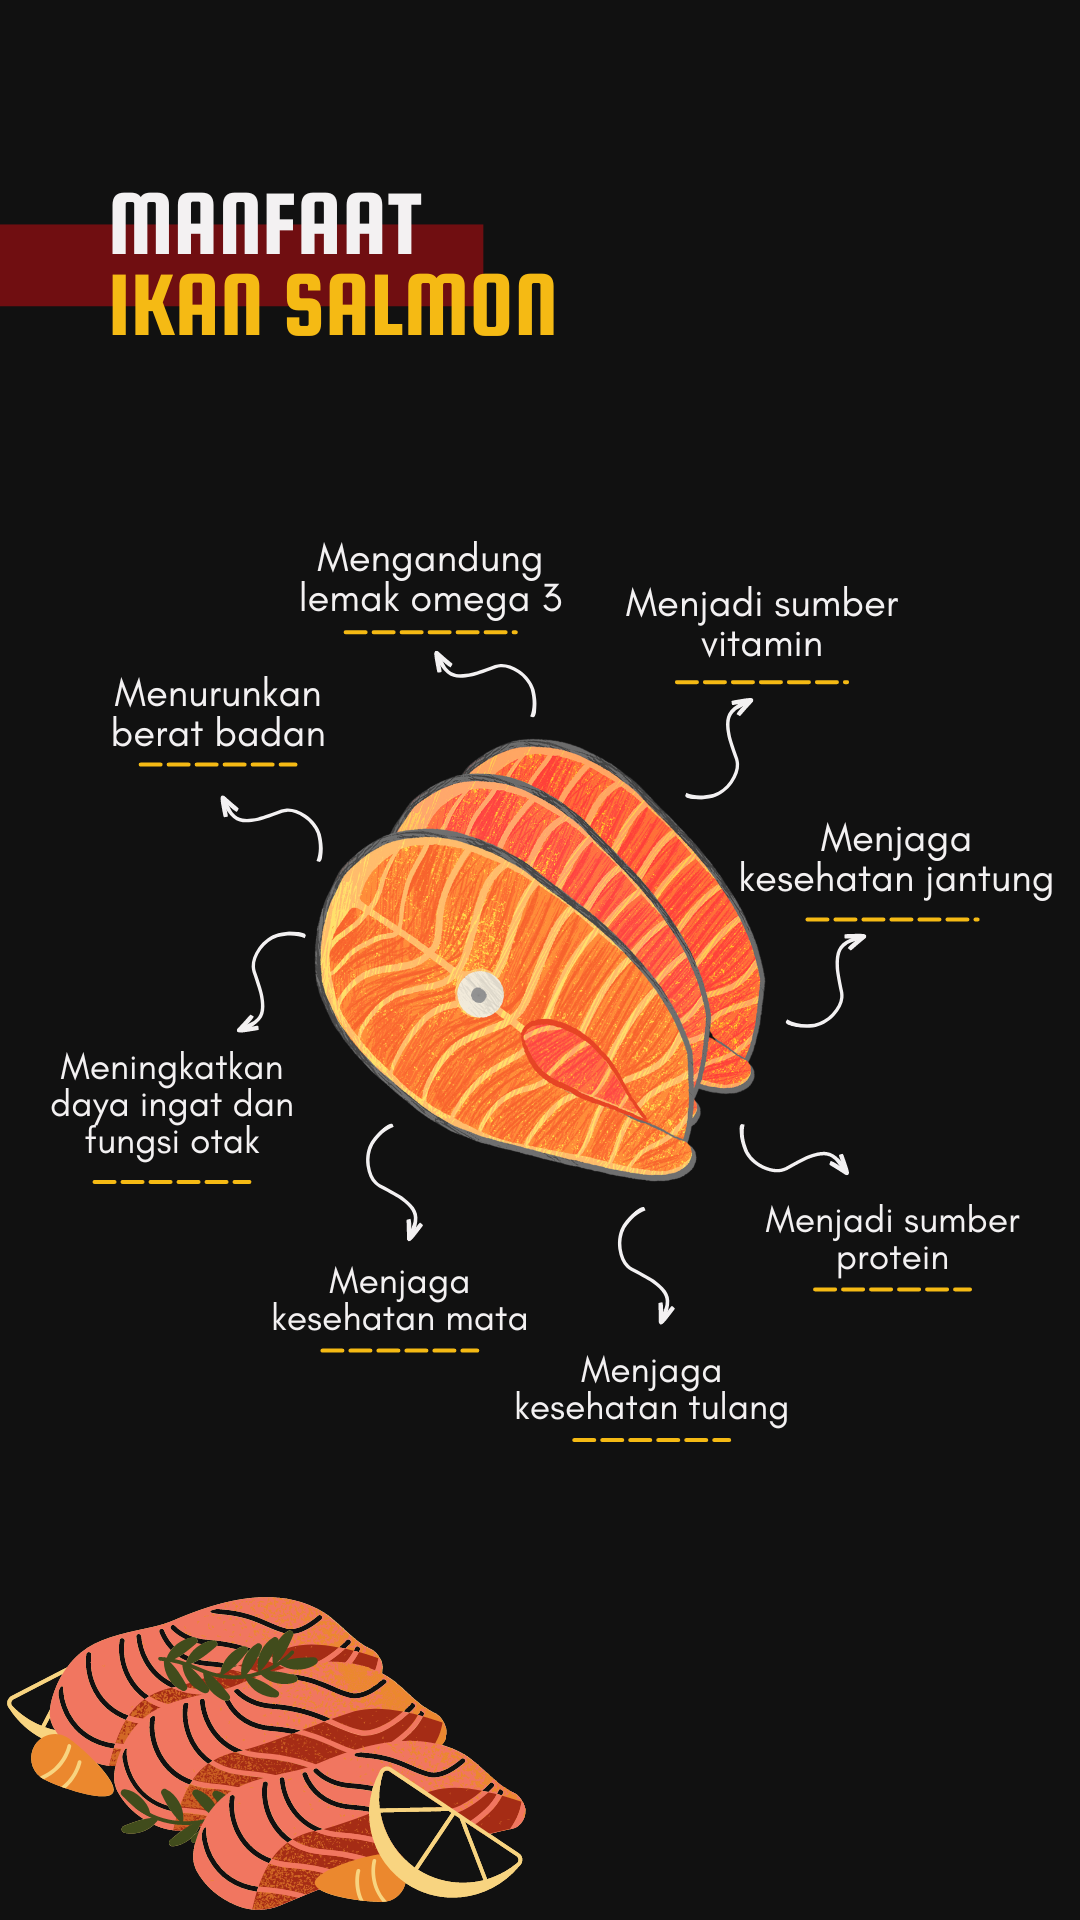 MANFAAT
IKAN SALMON
Mengandung
lemak omega 3
Menjadi sumber
vitamin
Menurunkan
berat badan
Menjaga
kesehatan jantung
Meningkatkan
daya ingat dan
fungsi otak
Menjadi sumber
protein
Menjaga
kesehatan mata
Menjaga
kesehatan tulang